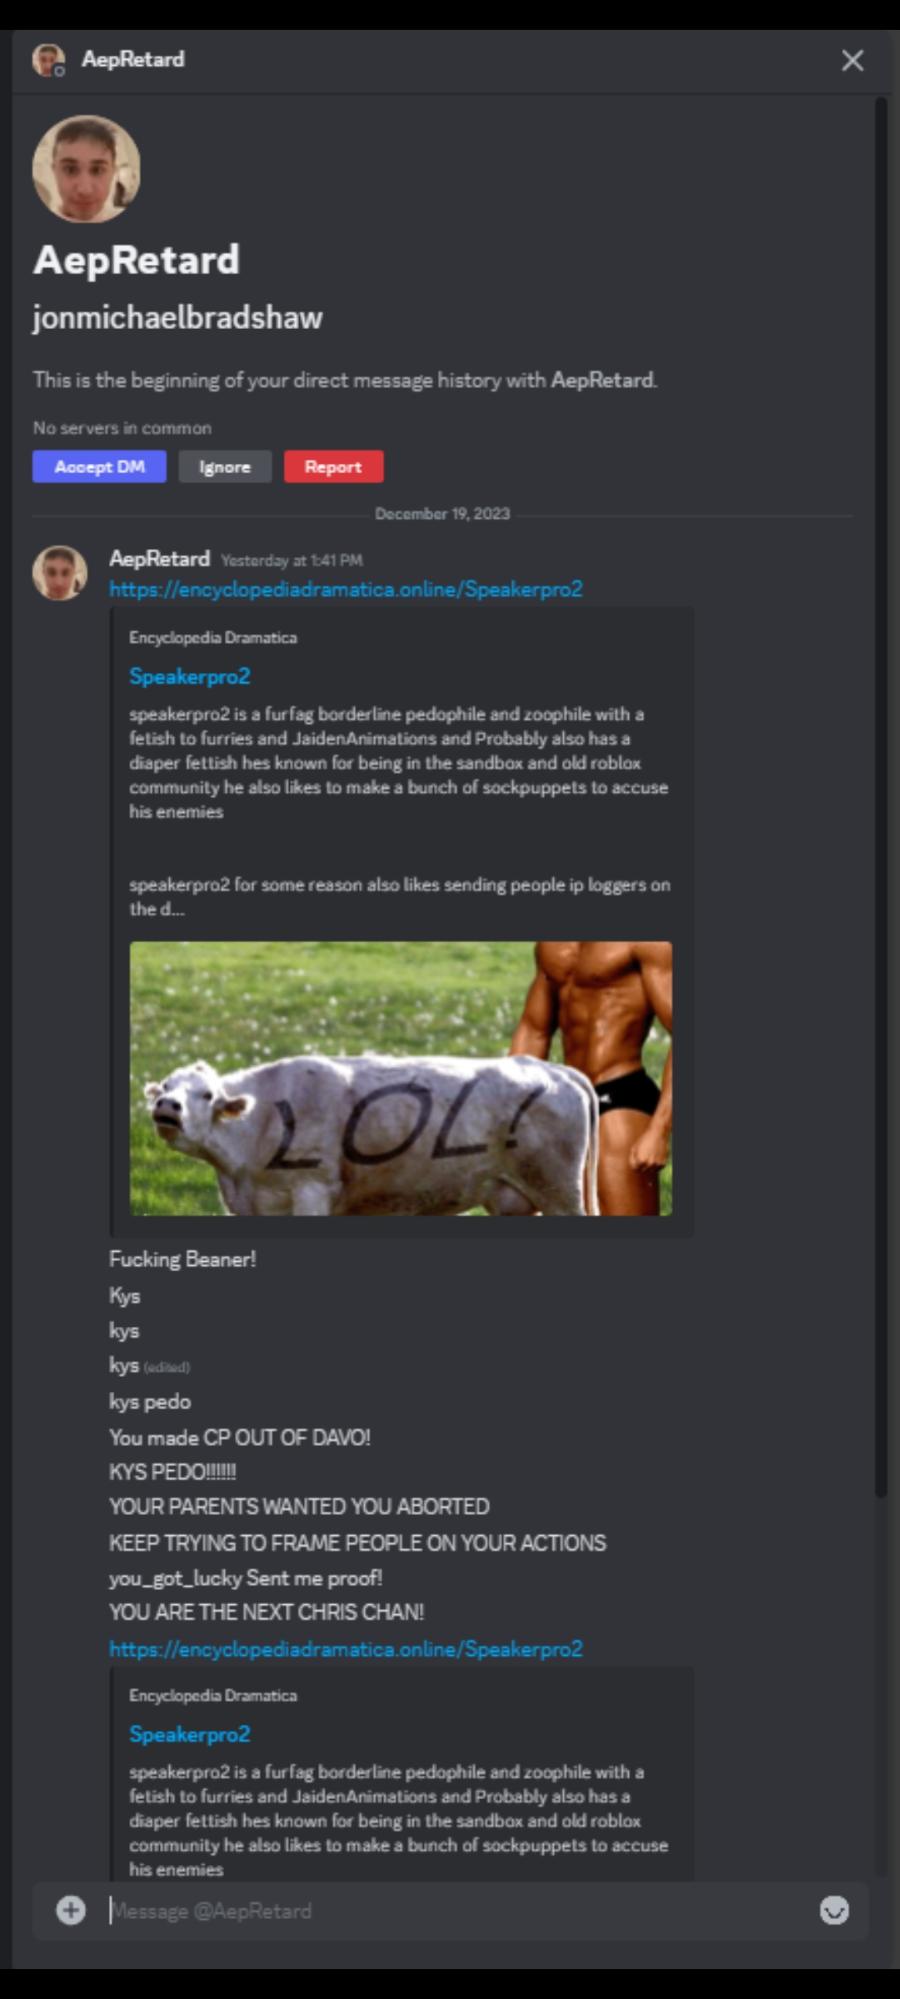 AepRetard
AepRetard
jonmichaelbradshaw
This is the beginning of your direct message history with AepRetard.
No servers in common
Accept DM Ignore Report
December 19, 2023
AepRetard Yesterday at 1:41 PM
https://encyclopediadramatica.online/Speakerpro2
Encyclopedia Dramatica
Speakerpro2
speakerpro2 is a furfag borderline pedophile and zoophile with a
fetish to furries and JaidenAnimations and Probably also has a
diaper fettish hes known for being in the sandbox and old roblox
community he also likes to make a bunch of sockpuppets to accuse
his enemies
speakerpro2 for some reason also likes sending people ip loggers on
the d...
LOL!
Fucking Beaner!
Kys
kys
kys (edited)
kys pedo
You made CP OUT OF DAVO!
KYS PEDO!!!!!!
YOUR PARENTS WANTED YOU ABORTED
KEEP TRYING TO FRAME PEOPLE ON YOUR ACTIONS
you_got_lucky Sent me proof!
YOU ARE THE NEXT CHRIS CHAN!
https://encyclopediadramatica.online/Speakerpro2
Encyclopedia Dramatica
Speakerpro2
speakerpro2 is a furfag borderline pedophile and zoophile with a
fetish to furries and JaidenAnimations and Probably also has a
diaper fettish hes known for being in the sandbox and old roblox
community he also likes to make a bunch of sockpuppets to accuse
his enemies
Message @AepRetard